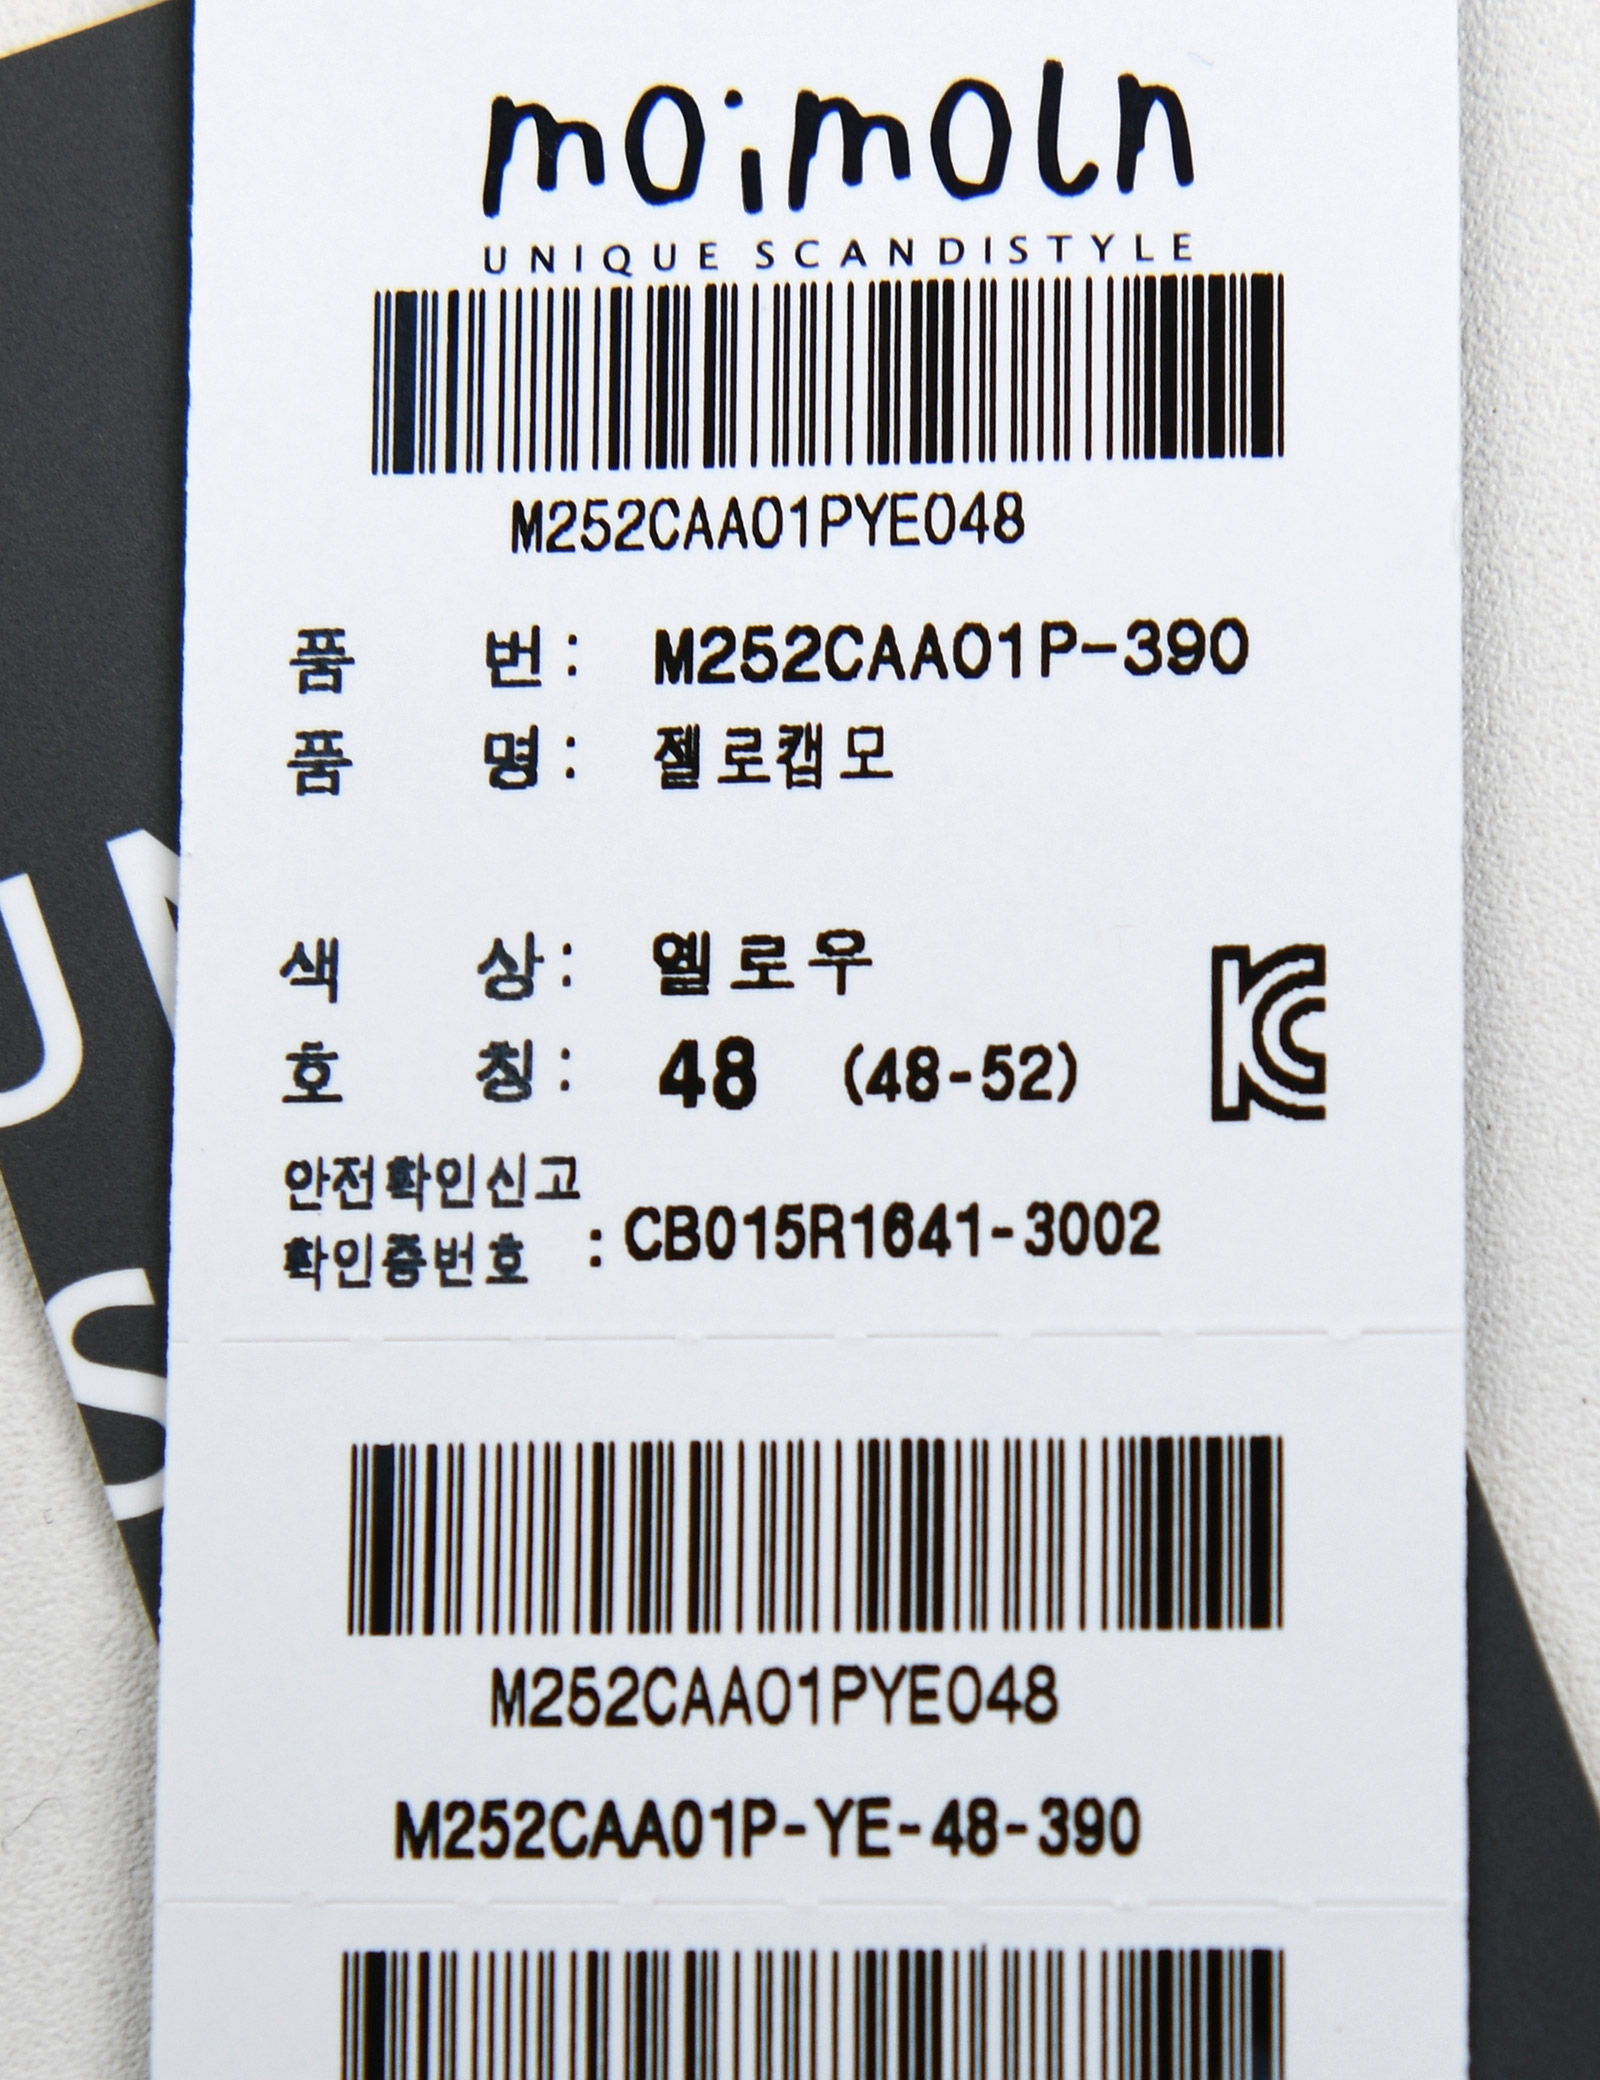 moimoln
UNIQUE SCANDISTYLE
M252CAA01PYE048
품 번: M252CAA01P-390
품 명: 젤로캡모
색 상: 옐로우
호 칭: 48 (48-52)
안전확인신고
확인증번호 : CB015R1641-3002
M252CAA01PYE048
M252CAA01P-YE-48-390
UN
S